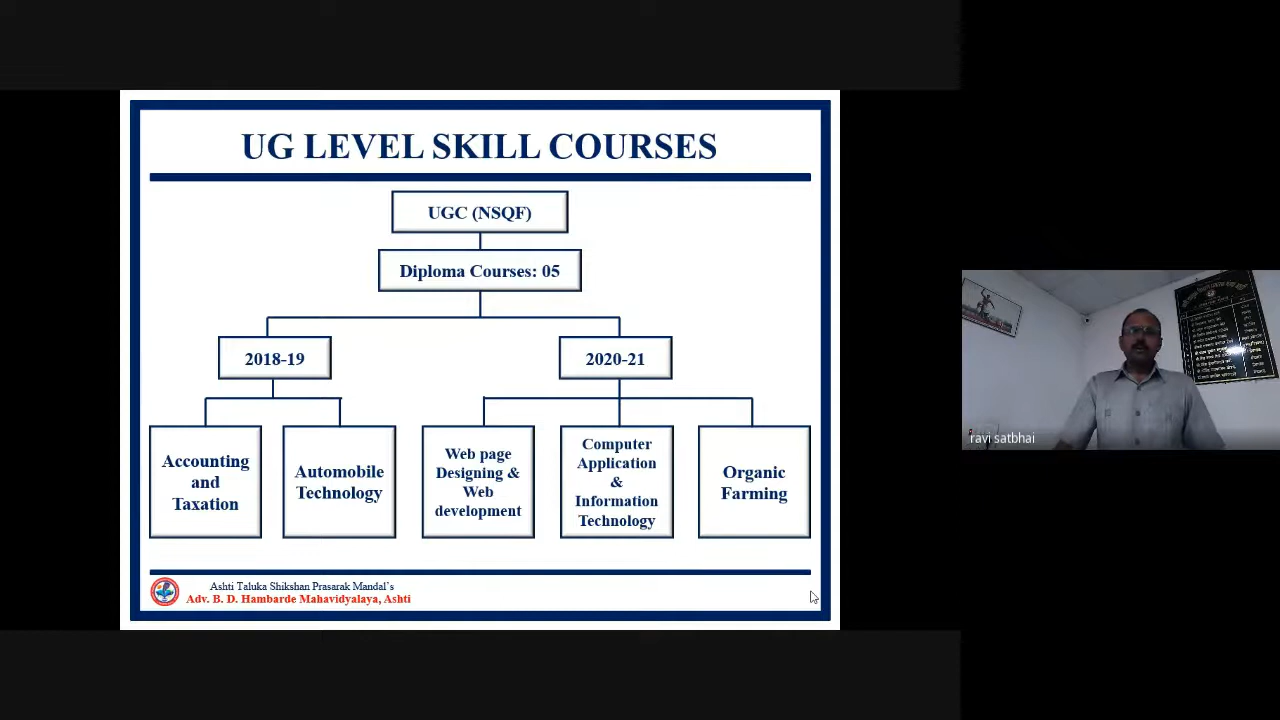 UG LEVEL SKILL COURSES
UGC (NSQF)
Diploma Courses: 05
2018-19
2020-21
Accounting
and
Taxation
Automobile
Technology
Web page
Designing &
Web
development
Computer
Application
&
Information
Technology
Organic
Farming
Ashti Taluka Shikshan Prasarak Mandal's
Adv. B. D. Hambarde Mahavidyalaya, Ashti
ravi satbhai